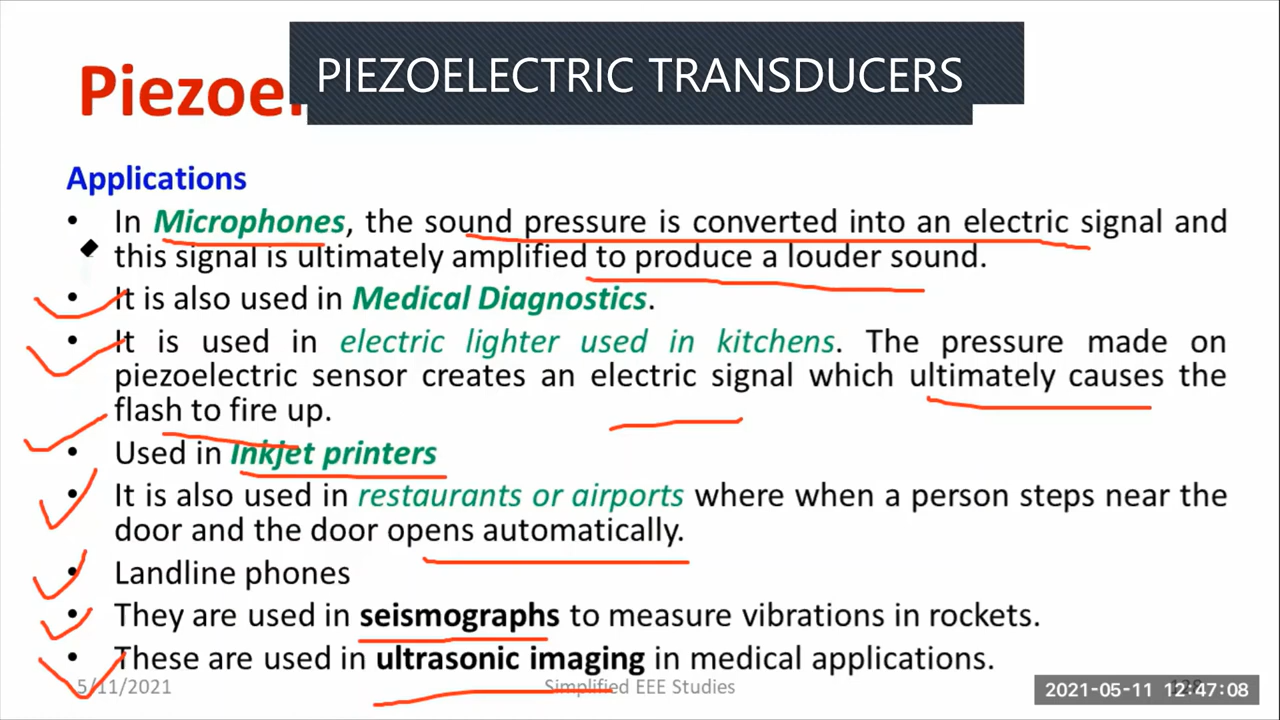 PIEZOELECTRIC TRANSDUCERS
Piezoe
Applications
• In Microphones, the sound pressure is converted into an electric signal and
this signal is ultimately amplified to produce a louder sound.
• It is also used in Medical Diagnostics.
• It is used in electric lighter used in kitchens. The pressure made on
piezoelectric sensor creates an electric signal which ultimately causes the
flash to fire up.
• Used in Inkjet printers
• It is also used in restaurants or airports where when a person steps near the
door and the door opens automatically.
• Landline phones
• They are used in seismographs to measure vibrations in rockets.
• These are used in ultrasonic imaging in medical applications.
5/11/2021 Simplified EEE Studies
2021-05-11 12:47:08